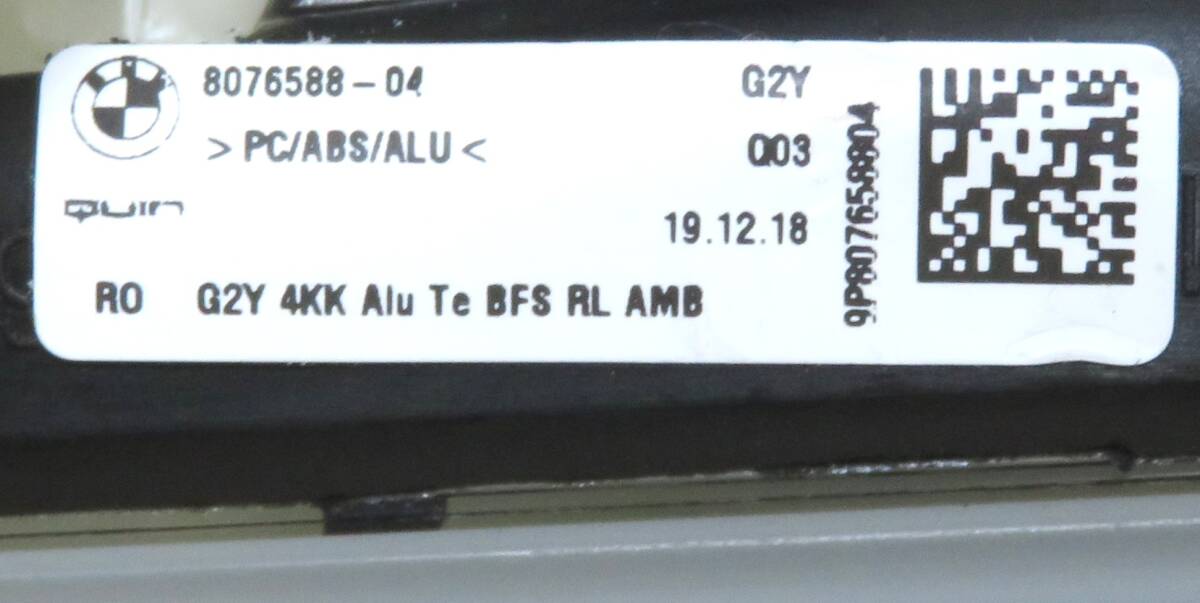 8076588-04 G2Y
>PC/ABS/ALU< Q03
QUIN
19.12.18
RO G2Y 4KK Alu Te BFS RL AMB
9P807658804